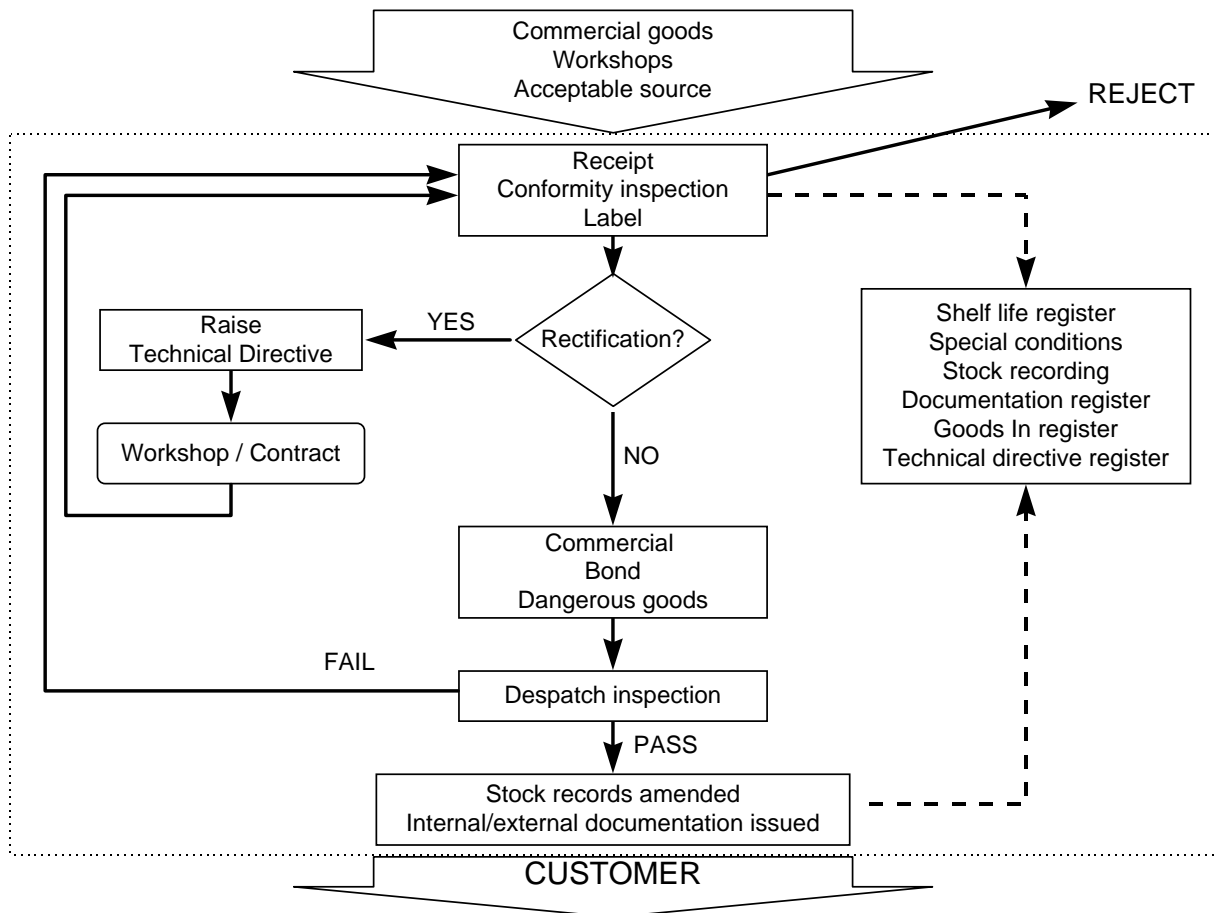 Commercial goods
Workshops
Acceptable source
REJECT
Receipt
Conformity inspection
Label
Rectification?
YES
Raise
Technical Directive
Workshop / Contract
Shelf life register
Special conditions
Stock recording
Documentation register
Goods In register
Technical directive register
NO
Commercial
Bond
Dangerous goods
FAIL
Despatch inspection
PASS
Stock records amended
Internal/external documentation issued
CUSTOMER